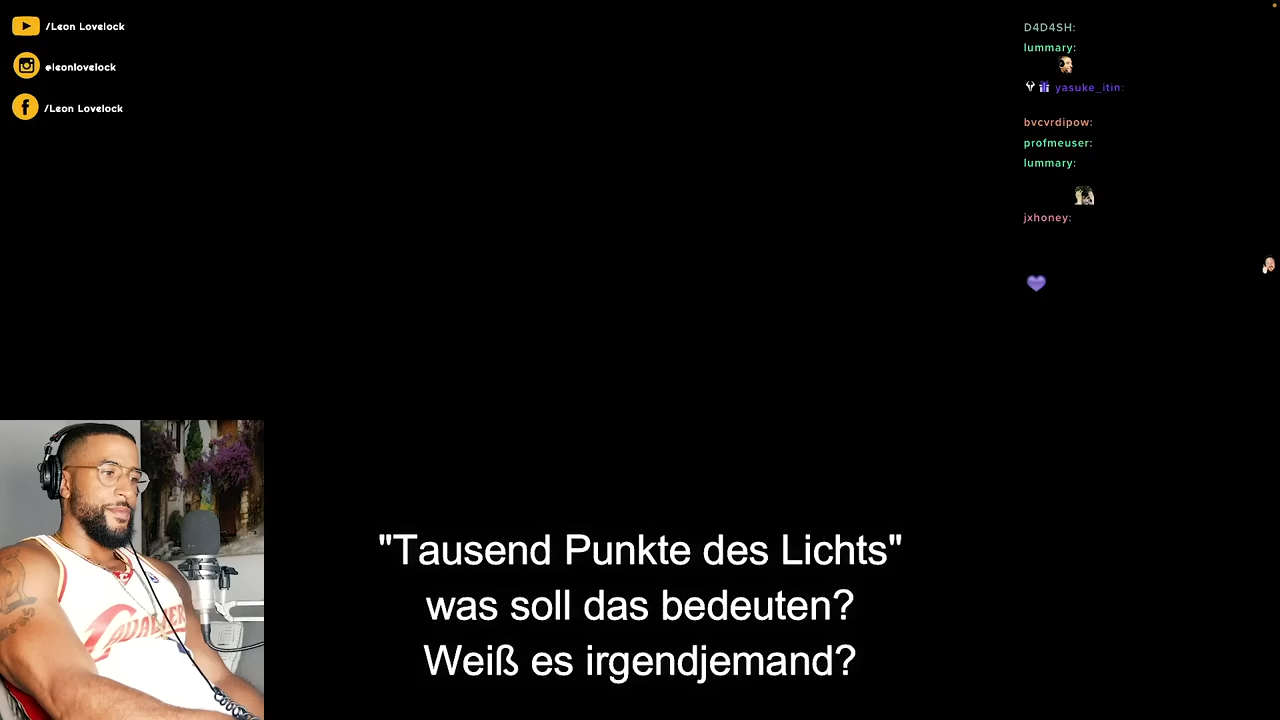 /Leon Lovelock
@leonlovelock
/Leon Lovelock
D4D4SH:
lummary:
yasuke_itin:
bvcvrdipow:
profmeuser:
lummary:
jxhoney:
"Tausend Punkte des Lichts"
was soll das bedeuten?
Weiß es irgendjemand?